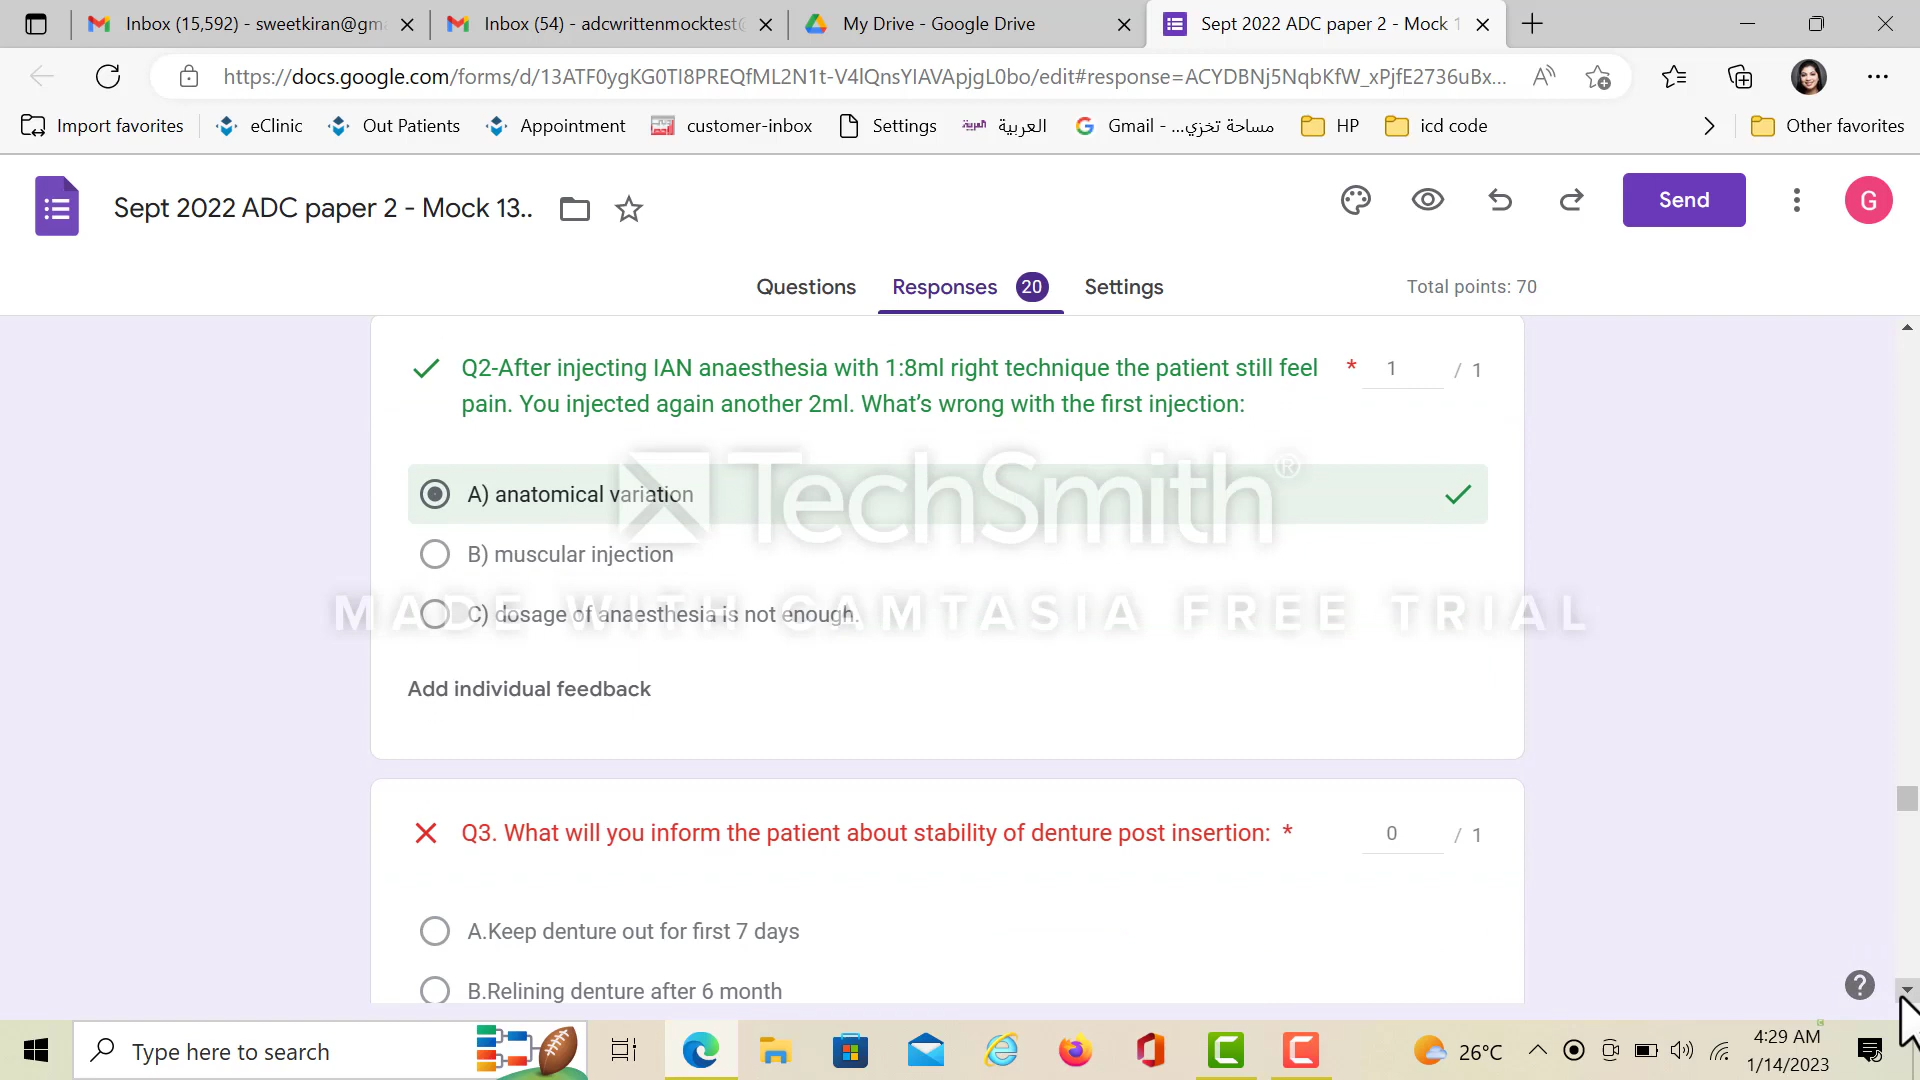 Inbox (15,592) - sweetkiran@gm
Inbox (54) - adcwrittenmocktest@
My Drive - Google Drive
Sept 2022 ADC paper 2 - Mock 1
https://docs.google.com/forms/d/13ATF0ygKG0TI8PREQfML2N1t-V4lQnsYIAVApjgL0bo/edit#response=ACYDBNj5NqbKfW_xPjfE2736uBx...
Import favorites
eClinic
Out Patients
Appointment
customer-inbox
Settings
العربية
Gmail - ...مساحة تخزي
HP
icd code
Other favorites
Sept 2022 ADC paper 2 - Mock 13..
Send
G
Questions
Responses 20
Settings
Total points: 70
Q2-After injecting IAN anaesthesia with 1:8ml right technique the patient still feel * 1 / 1
pain. You injected again another 2ml. What's wrong with the first injection:
A) anatomical variation
B) muscular injection
C) dosage of anaesthesia is not enough.
TechSmith®
MADE WITH CAMTASIA FREE TRIAL
Add individual feedback
Q3. What will you inform the patient about stability of denture post insertion: * 0 / 1
A.Keep denture out for first 7 days
B.Relining denture after 6 month
Type here to search
26°C
4:29 AM
1/14/2023